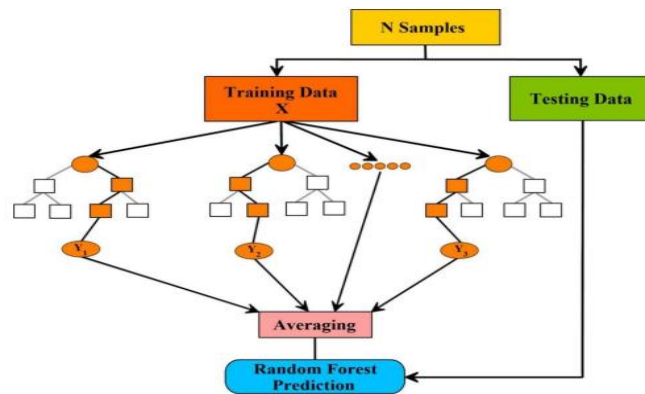 N Samples
Training Data
X
Testing Data
Y1
Y2
Y3
Averaging
Random Forest
Prediction